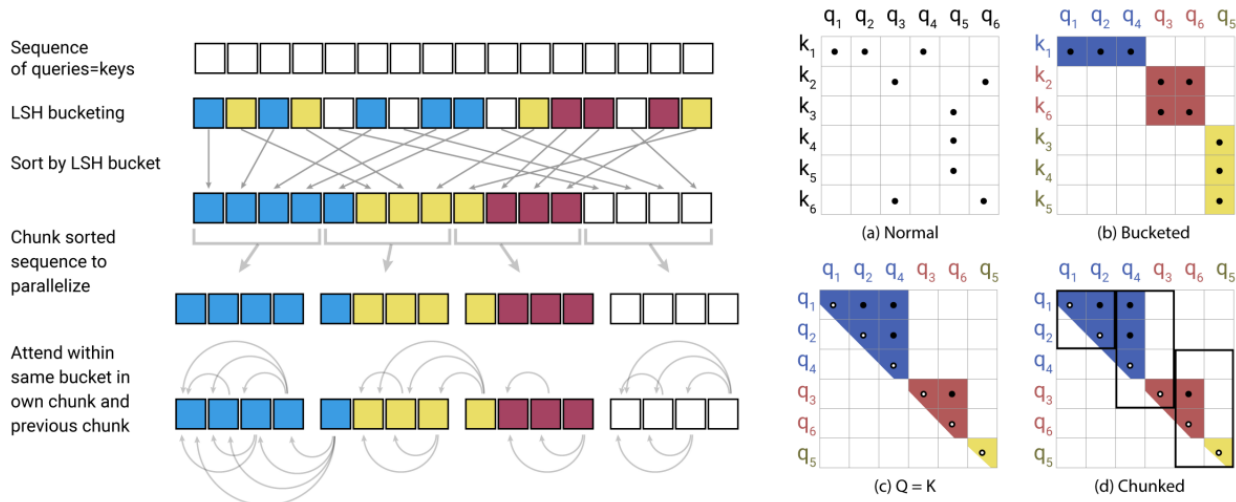 Sequence
of queries=keys
LSH bucketing
Sort by LSH bucket
Chunk sorted
sequence to
parallelize
Attend within
same bucket in
own chunk and
previous chunk
q1 q2 q3 q4 q5 q6
k1
k2
k3
k4
k5
k6
(a) Normal
q1 q2 q4 q3 q6 q5
k1
k2
k6
k3
k4
k5
(b) Bucketed
q1 q2 q4 q3 q6 q5
q1
q2
q4
q3
q6
q5
(c) Q = K
q1 q2 q4 q3 q6 q5
q1
q2
q4
q3
q6
q5
(d) Chunked